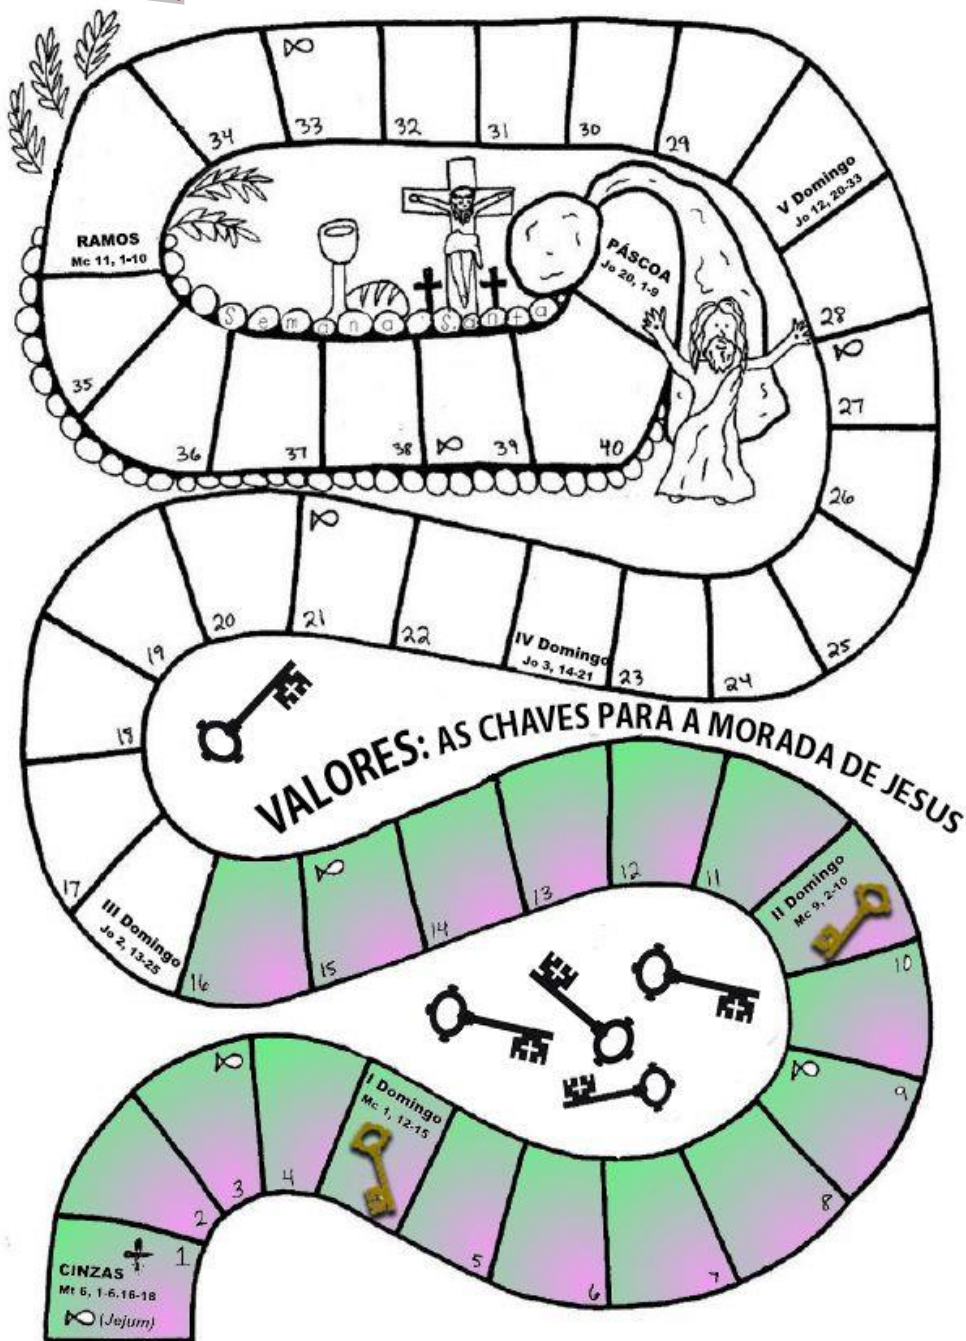 34
33
32
31
30
29
V Domingo
Jo 12, 20-33
RAMOS
Mc 11, 1-10
PÁSCOA
Jo 20, 1-9
Semana Santa
28
27
35
36
37
38
39
40
26
25
24
23
IV Domingo
Jo 3, 14-21
22
21
20
19
18
17
VALORES: AS CHAVES PARA A MORADA DE JESUS
III Domingo
Jo 2, 13-25
16
15
14
13
12
11
II Domingo
Mc 9, 2-10
10
9
8
7
6
5
I Domingo
Mc 1, 12-15
4
3
2
1
CINZAS
Mt 6, 1-6.16-18
(Jejum)